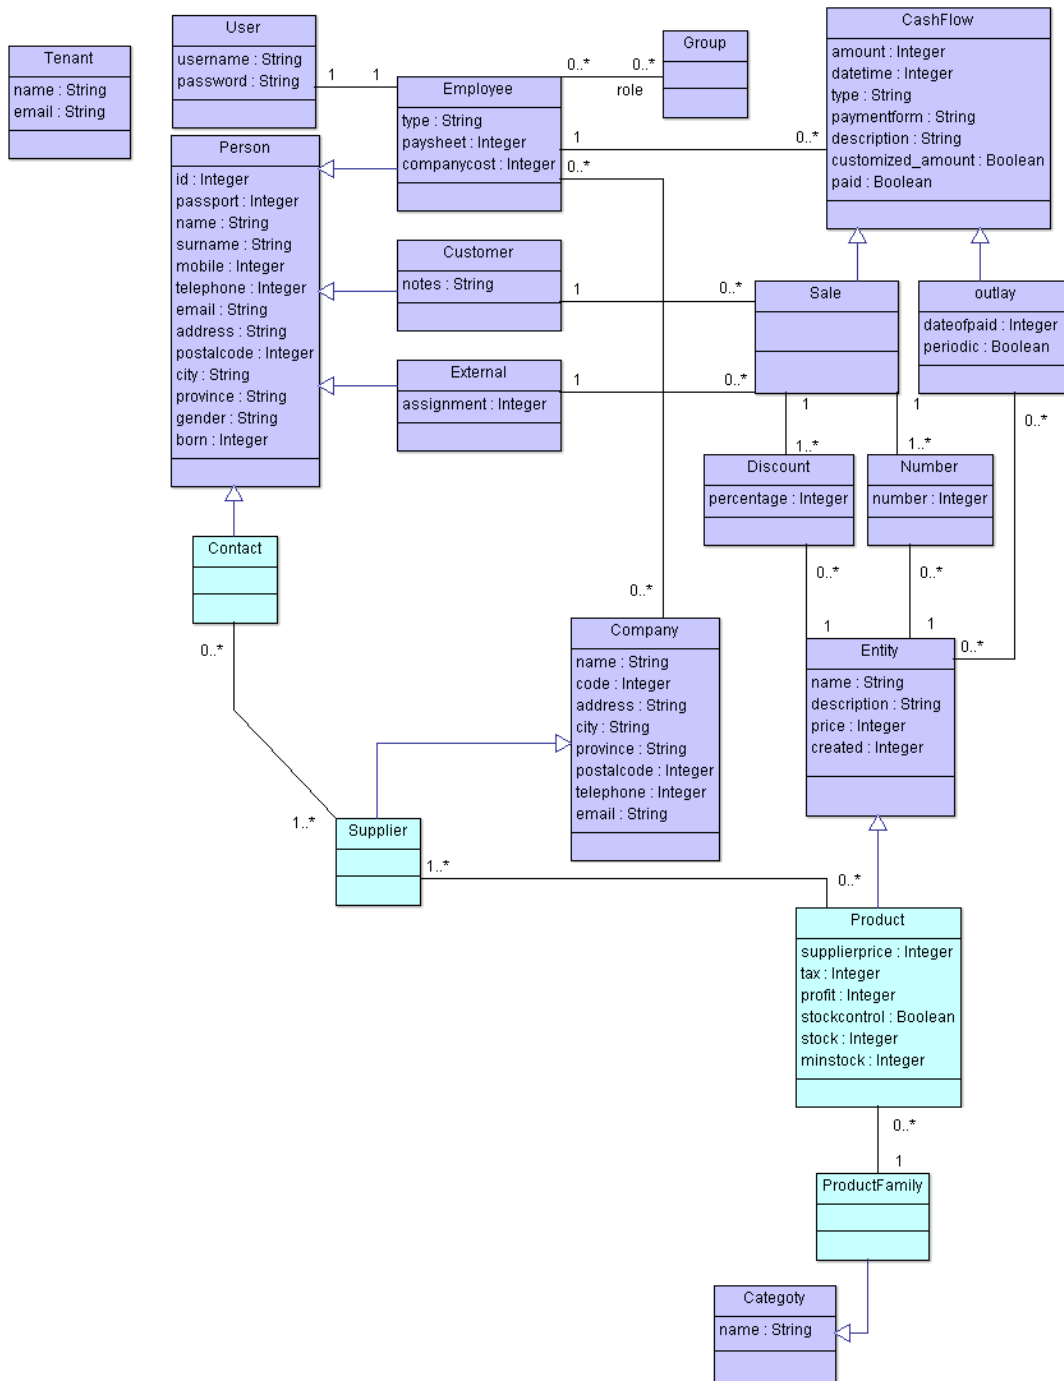 Tenant
name : String
email : String
User
username : String
password : String
1
1
Employee
type : String
paysheet : Integer
companycost : Integer
0..*
0..*
role
Group
1
0..*
0..*
CashFlow
amount : Integer
datetime : Integer
type : String
paymentform : String
description : String
customized_amount : Boolean
paid : Boolean
Person
id : Integer
passport : Integer
name : String
surname : String
mobile : Integer
telephone : Integer
email : String
address : String
postalcode : Integer
city : String
province : String
gender : String
born : Integer
Customer
notes : String
1
0..*
Sale
outlay
dateofpaid : Integer
periodic : Boolean
External
assignment : Integer
1
0..*
1
1
0..*
1..*
1..*
Discount
percentage : Integer
Number
number : Integer
Contact
0..*
0..*
0..*
0..*
1
1
0..*
Company
name : String
code : Integer
address : String
city : String
province : String
postalcode : Integer
telephone : Integer
email : String
Entity
name : String
description : String
price : Integer
created : Integer
1..*
Supplier
1..*
0..*
Product
supplierprice : Integer
tax : Integer
profit : Integer
stockcontrol : Boolean
stock : Integer
minstock : Integer
0..*
1
ProductFamily
Categoty
name : String